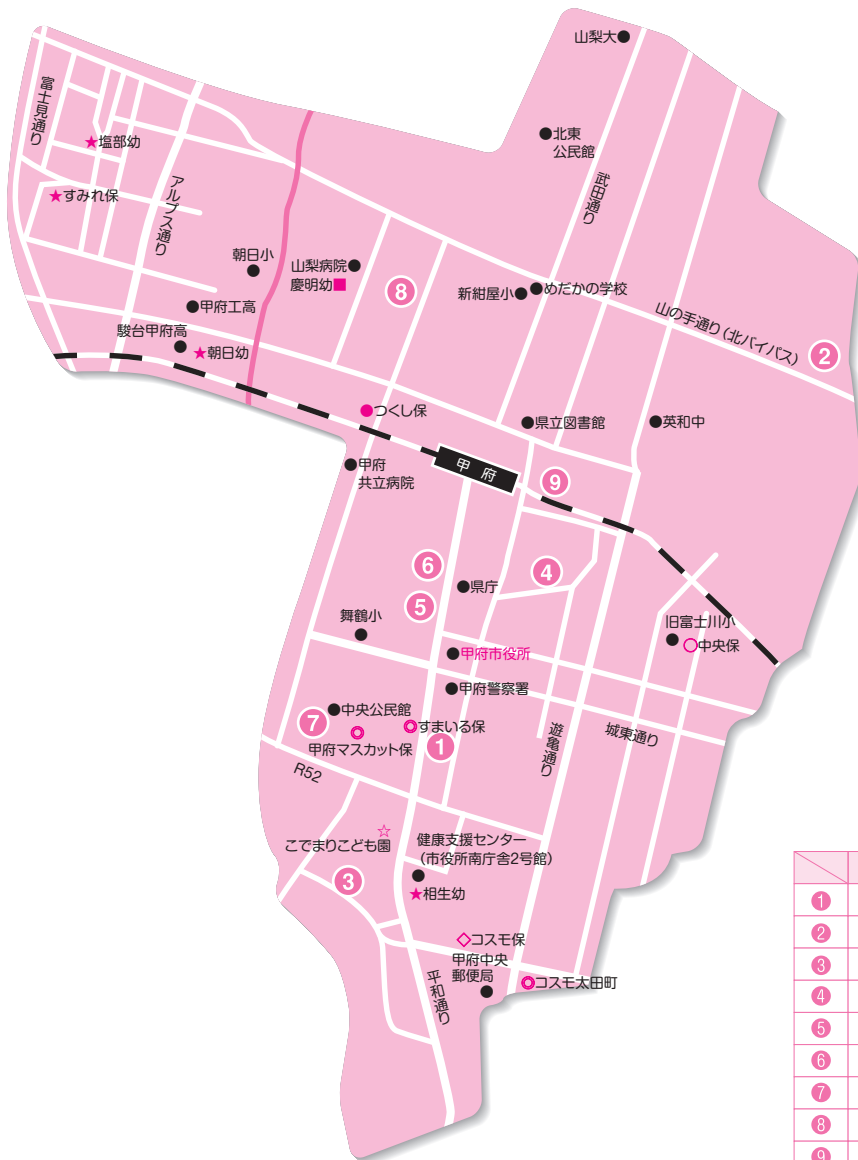 山梨大●
●北東
公民館
富士見通り
★塩部幼
★すみれ保
アルプス通り
武田通り
朝日小
山梨病院●
慶明幼■
8
●甲府工高
新紺屋小●
●めだかの学校
山の手通り(北バイパス)
2
駿台甲府高
★朝日幼
●つくし保
●県立図書館
●英和中
●甲府
共立病院
甲府
9
6
4
5
●県庁
舞鶴小
旧富士川小
○中央保
●甲府市役所
●甲府警察署
●中央公民館
7
◎すまいる保
甲府マスカット保
1
遊亀通り
城東通り
R52
☆
こでまりこども園
健康支援センター
(市役所南庁舎2号館)
3
★相生幼
◇コスモ保
甲府中央
郵便局
◎コスモ太田町
平和通り
1
2
3
4
5
6
7
8
9